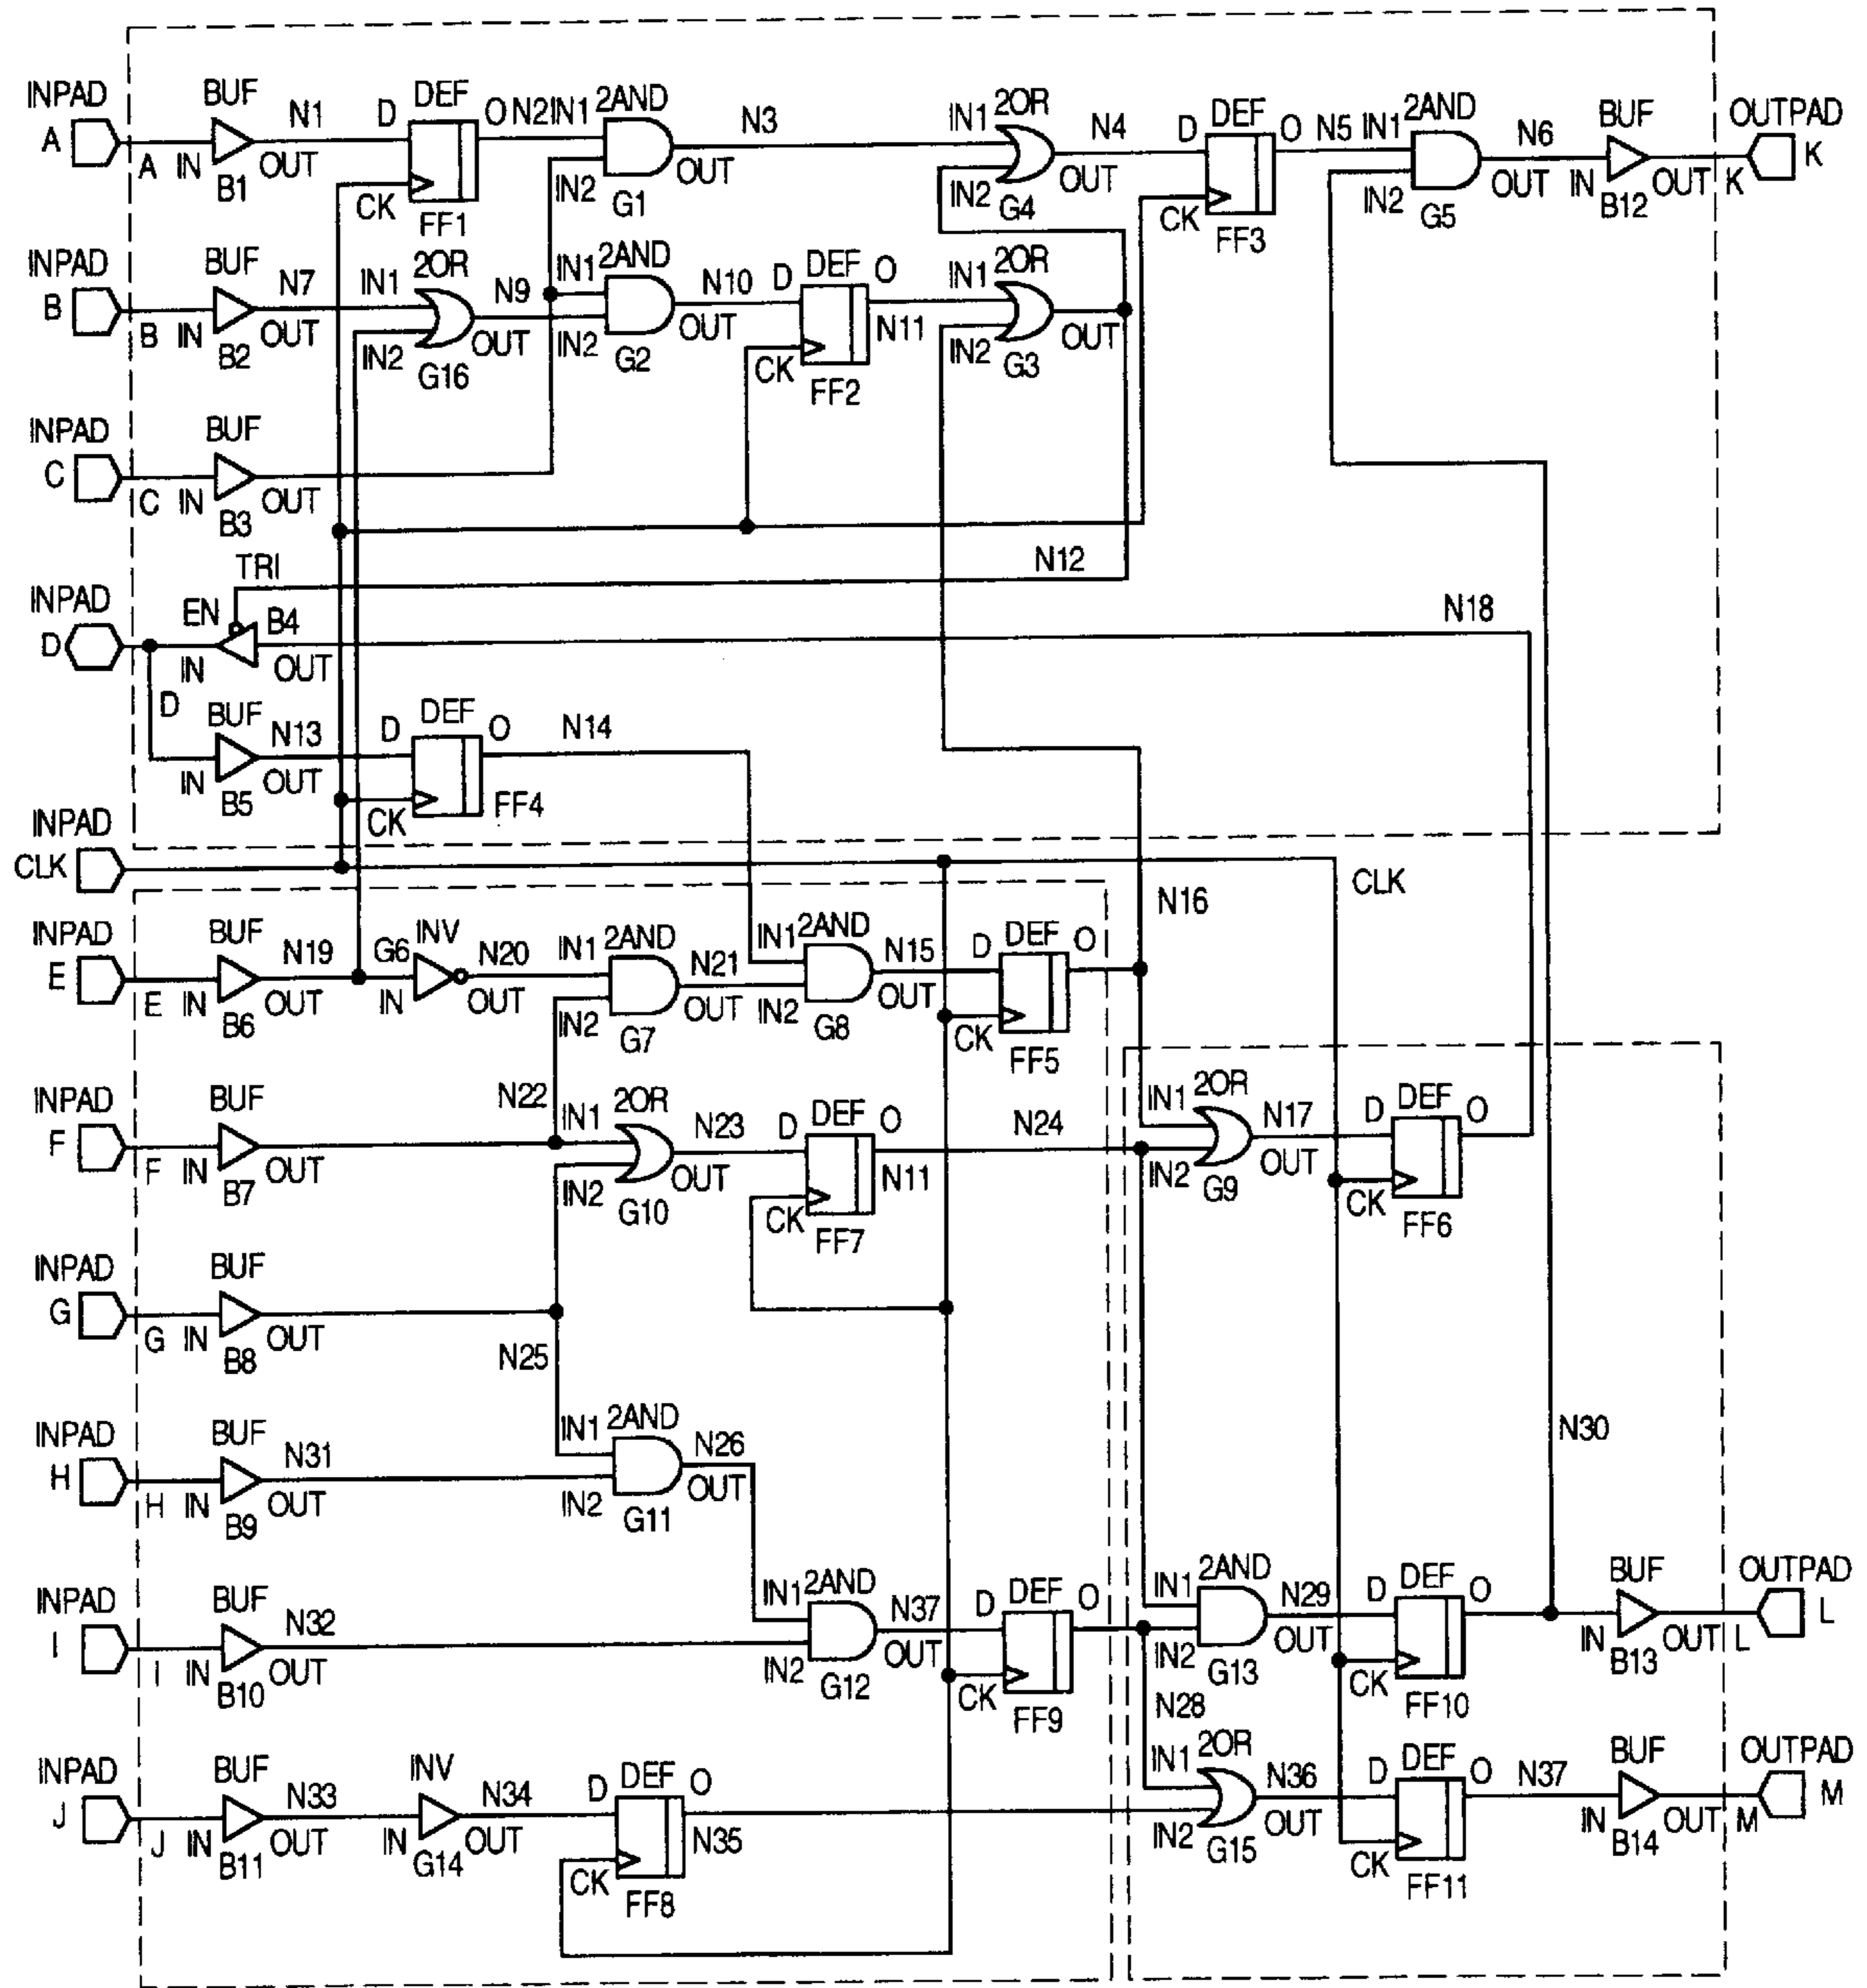 INPAD BUF N1 D DEF O N2 IN1 2AND N3 IN1 2OR N4 D DEF O N5 IN1 2AND N6 BUF OUTPAD
A A IN B1 OUT CK FF1 IN2 G1 OUT IN2 G4 OUT CK FF3 IN2 G5 OUT IN B12 OUT K K
INPAD BUF N7 IN1 2OR N9 IN1 2AND N10 D DEF O IN1 2OR
B B IN B2 OUT IN2 G16 OUT IN2 G2 OUT CK FF2 N11 IN2 G3 OUT
INPAD BUF
C C IN B3 OUT
TRI N12
INPAD EN B4 N18
D IN OUT
D BUF N13 D DEF O N14
IN B5 OUT CK FF4
INPAD
CLK CLK
N16
INPAD BUF N19 G6 INV N20 IN1 2AND N21 IN1 2AND N15 D DEF O
E E IN B6 OUT IN OUT IN2 G7 OUT IN2 G8 OUT CK FF5
INPAD BUF N22 IN1 2OR N23 D DEF O N24 IN1 2OR N17 D DEF O
F F IN B7 OUT IN2 G10 OUT CK FF7 N11 IN2 G9 OUT CK FF6
INPAD BUF
G G IN B8 OUT N25
INPAD BUF N31 IN1 2AND N26 N30
H H IN B9 OUT IN2 G11 OUT
INPAD BUF N32 IN1 2AND N37 D DEF O IN1 2AND N29 D DEF O BUF OUTPAD
I I IN B10 OUT IN2 G12 OUT CK FF9 IN2 G13 OUT CK FF10 IN B13 OUT L L
N28
INPAD BUF N33 INV N34 D DEF O IN1 2OR N36 D DEF O N37 BUF OUTPAD
J J IN B11 OUT IN G14 OUT CK FF8 N35 IN2 G15 OUT CK FF11 IN B14 OUT M M